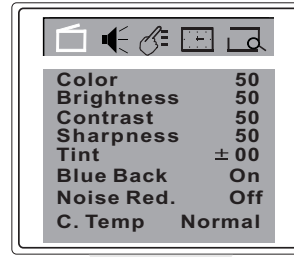 Color 50
Brightness 50
Contrast 50
Sharpness 50
Tint ± 00
Blue Back On
Noise Red. Off
C. Temp Normal